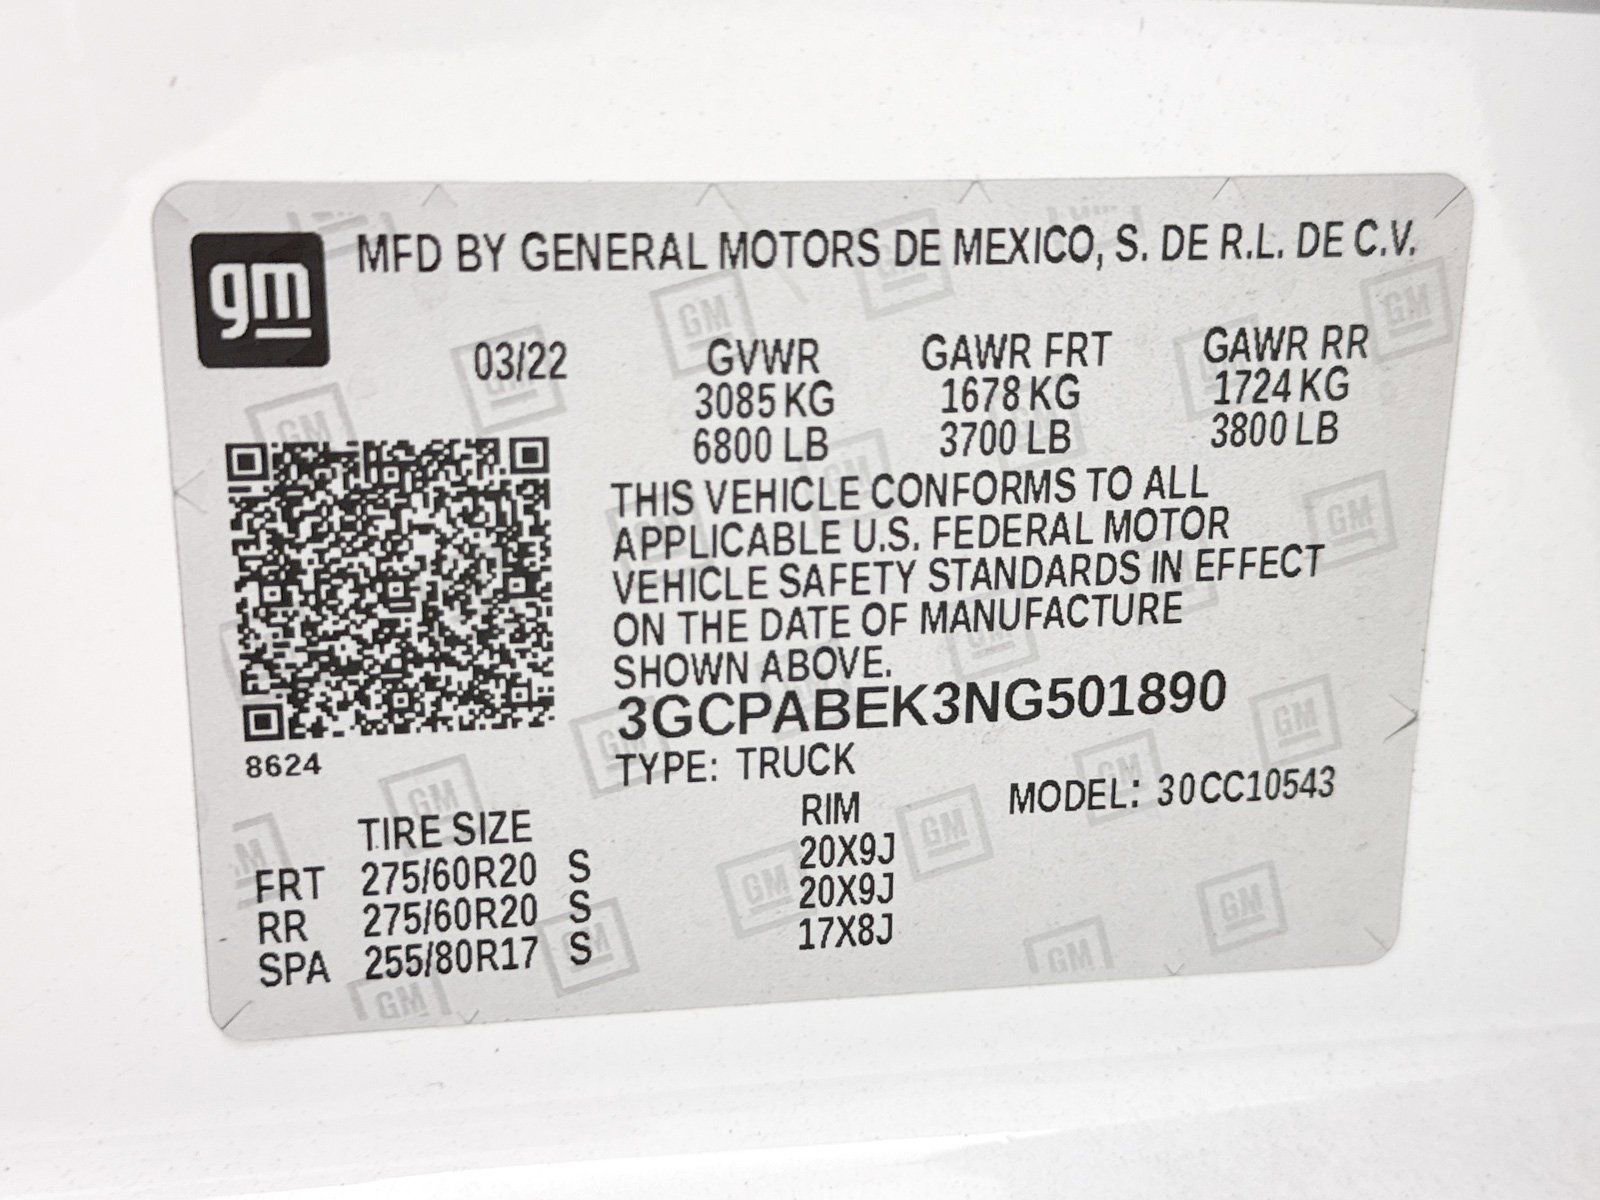 gm
MFD BY GENERAL MOTORS DE MEXICO, S. DE R.L. DE C.V.
03/22 GVWR GAWR FRT GAWR RR
3085 KG 1678 KG 1724 KG
6800 LB 3700 LB 3800 LB
THIS VEHICLE CONFORMS TO ALL
APPLICABLE U.S. FEDERAL MOTOR
VEHICLE SAFETY STANDARDS IN EFFECT
ON THE DATE OF MANUFACTURE
SHOWN ABOVE.
3GCPABEK3NG501890
8624
TYPE: TRUCK
MODEL: 30CC10543
TIRE SIZE RIM
FRT 275/60R20 S 20X9J
RR 275/60R20 S 20X9J
SPA 255/80R17 S 17X8J